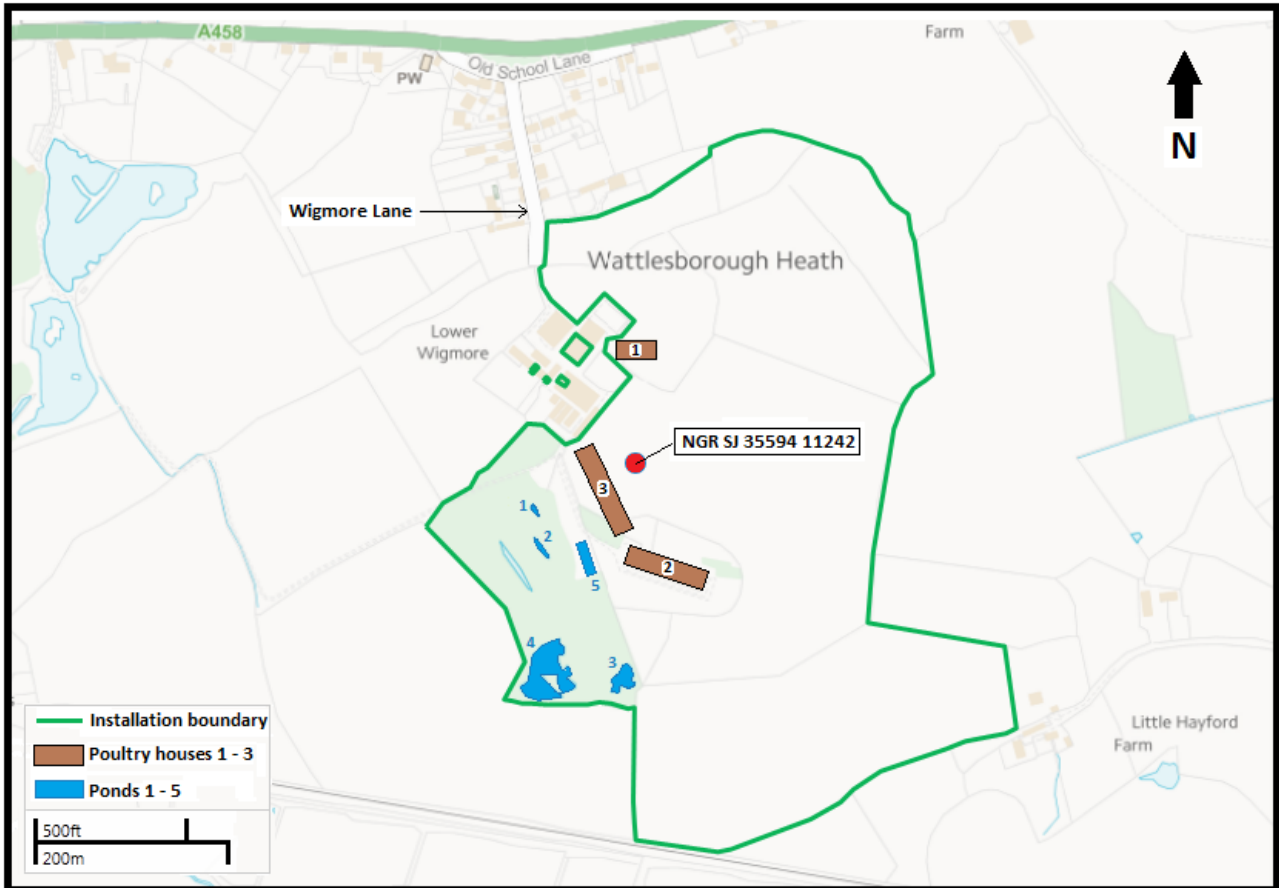 A458
Farm
Old School Lane
PW
N
Wigmore Lane
Wattlesborough Heath
Lower
Wigmore
1
NGR SJ 35594 11242
3
1
2
2
5
4
3
Installation boundary
Poultry houses 1 - 3
Ponds 1 - 5
500ft
200m
Little Hayford
Farm